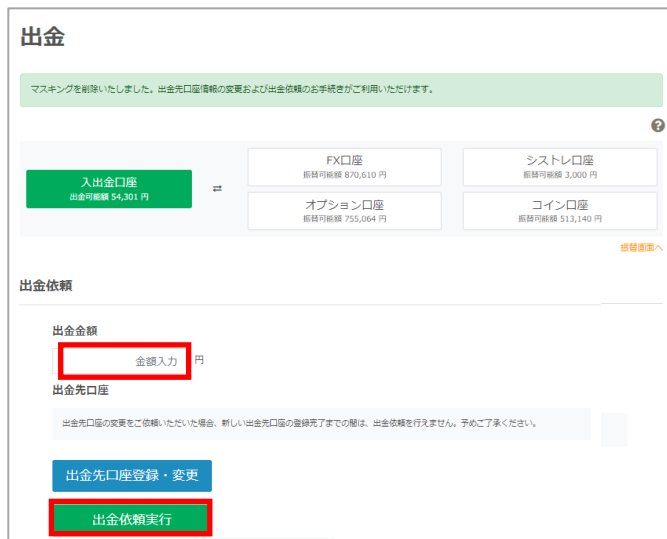 出金
マスキングを削除いたしました。出金先口座情報の変更および出金依頼のお手続きがご利用いただけます。
?
入出金口座
出金可能額 54,301 円
⇄
FX口座
振替可能額 870,610 円
シストレ口座
振替可能額 3,000 円
オプション口座
振替可能額 755,064 円
コイン口座
振替可能額 513,140 円
振替画面へ
出金依頼
出金金額
金額入力 円
出金先口座
出金先口座の変更をご依頼いただいた場合、新しい出金先口座の登録完了までの間は、出金依頼を行えません。予めご了承ください。
出金先口座登録・変更
出金依頼実行